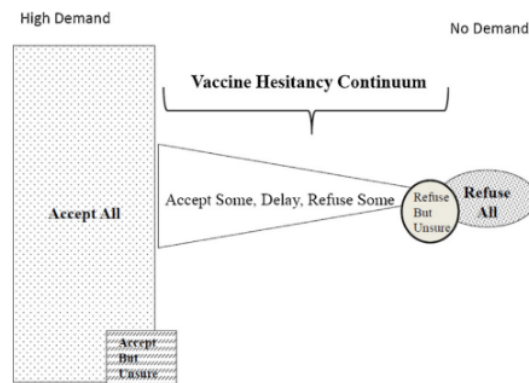 High Demand
No Demand
Vaccine Hesitancy Continuum
Accept All
Accept Some, Delay, Refuse Some
Refuse
But
Unsure
Refuse
All
Accept
But
Unsure